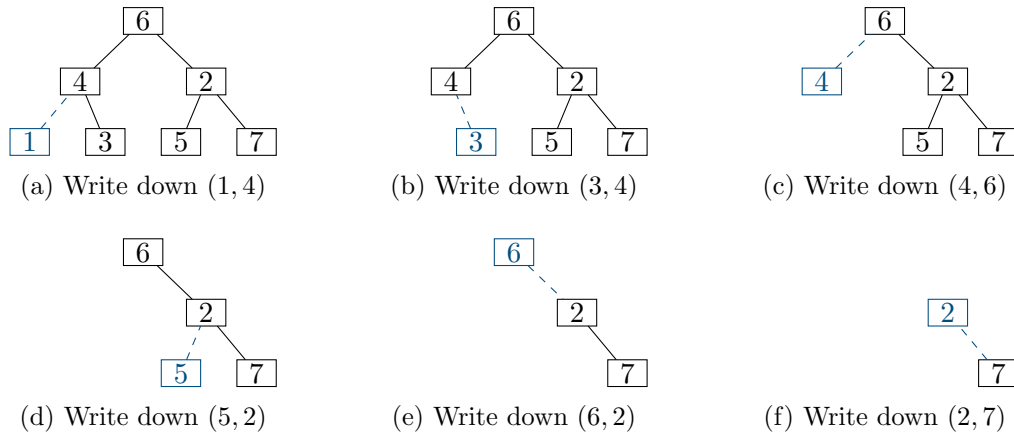 6 6 6
4 2 4 2 4 2
1 3 5 7 3 5 7 5 7
(a) Write down (1, 4) (b) Write down (3, 4) (c) Write down (4, 6)
6 6
2 2 2
5 7 7 7
(d) Write down (5, 2) (e) Write down (6, 2) (f) Write down (2, 7)